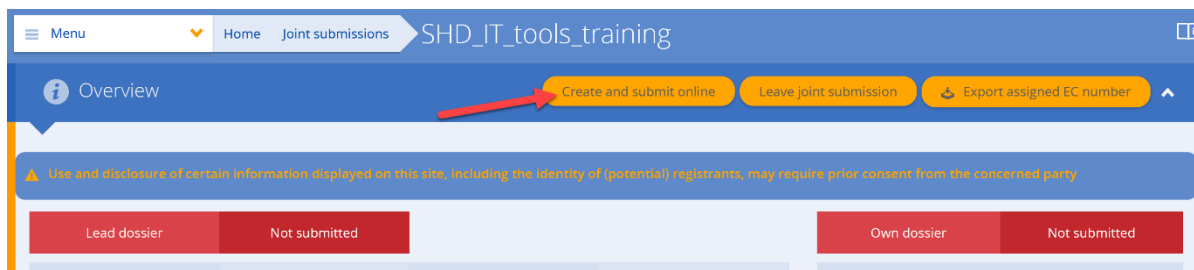 Menu Home Joint submissions SHD_IT_tools_training
Overview Create and submit online Leave joint submission Export assigned EC number
Use and disclosure of certain information displayed on this site, including the identity of (potential) registrants, may require prior consent from the concerned party
Lead dossier Not submitted Own dossier Not submitted